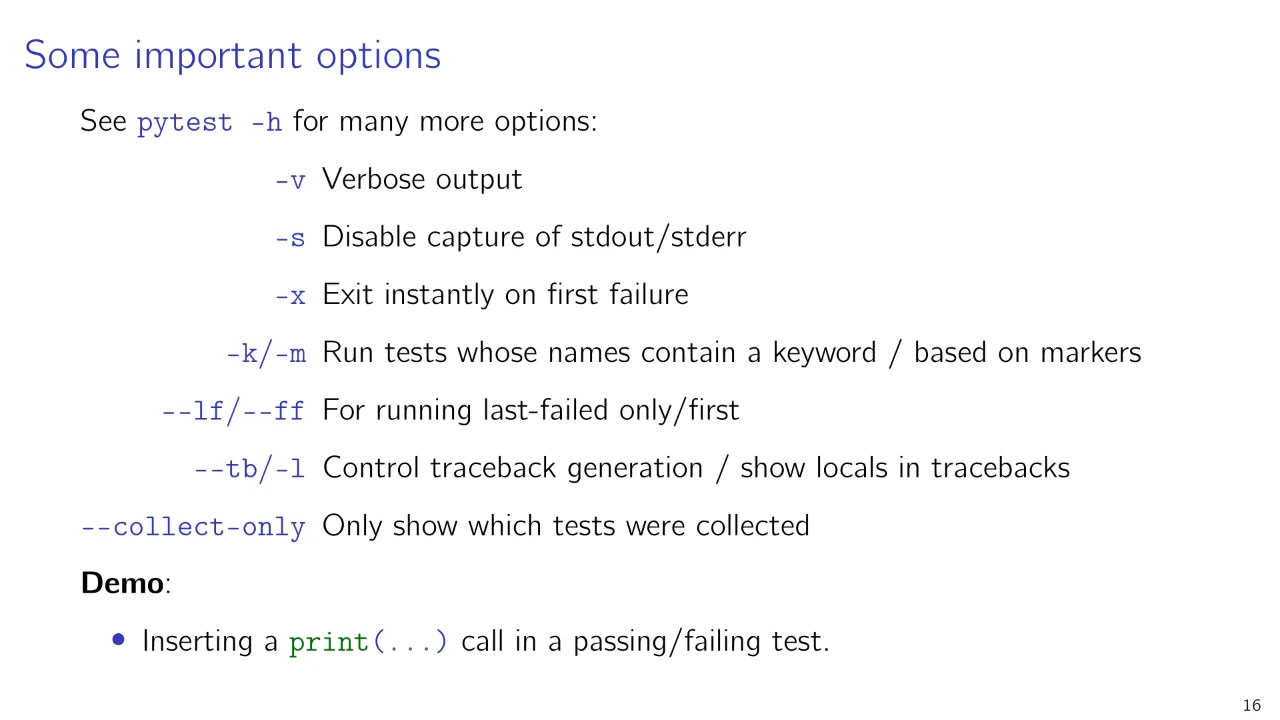 Some important options
See pytest -h for many more options:
-v Verbose output
-s Disable capture of stdout/stderr
-x Exit instantly on first failure
-k/-m Run tests whose names contain a keyword / based on markers
--lf/--ff For running last-failed only/first
--tb/-l Control traceback generation / show locals in tracebacks
--collect-only Only show which tests were collected
Demo:
• Inserting a print(...) call in a passing/failing test.
16